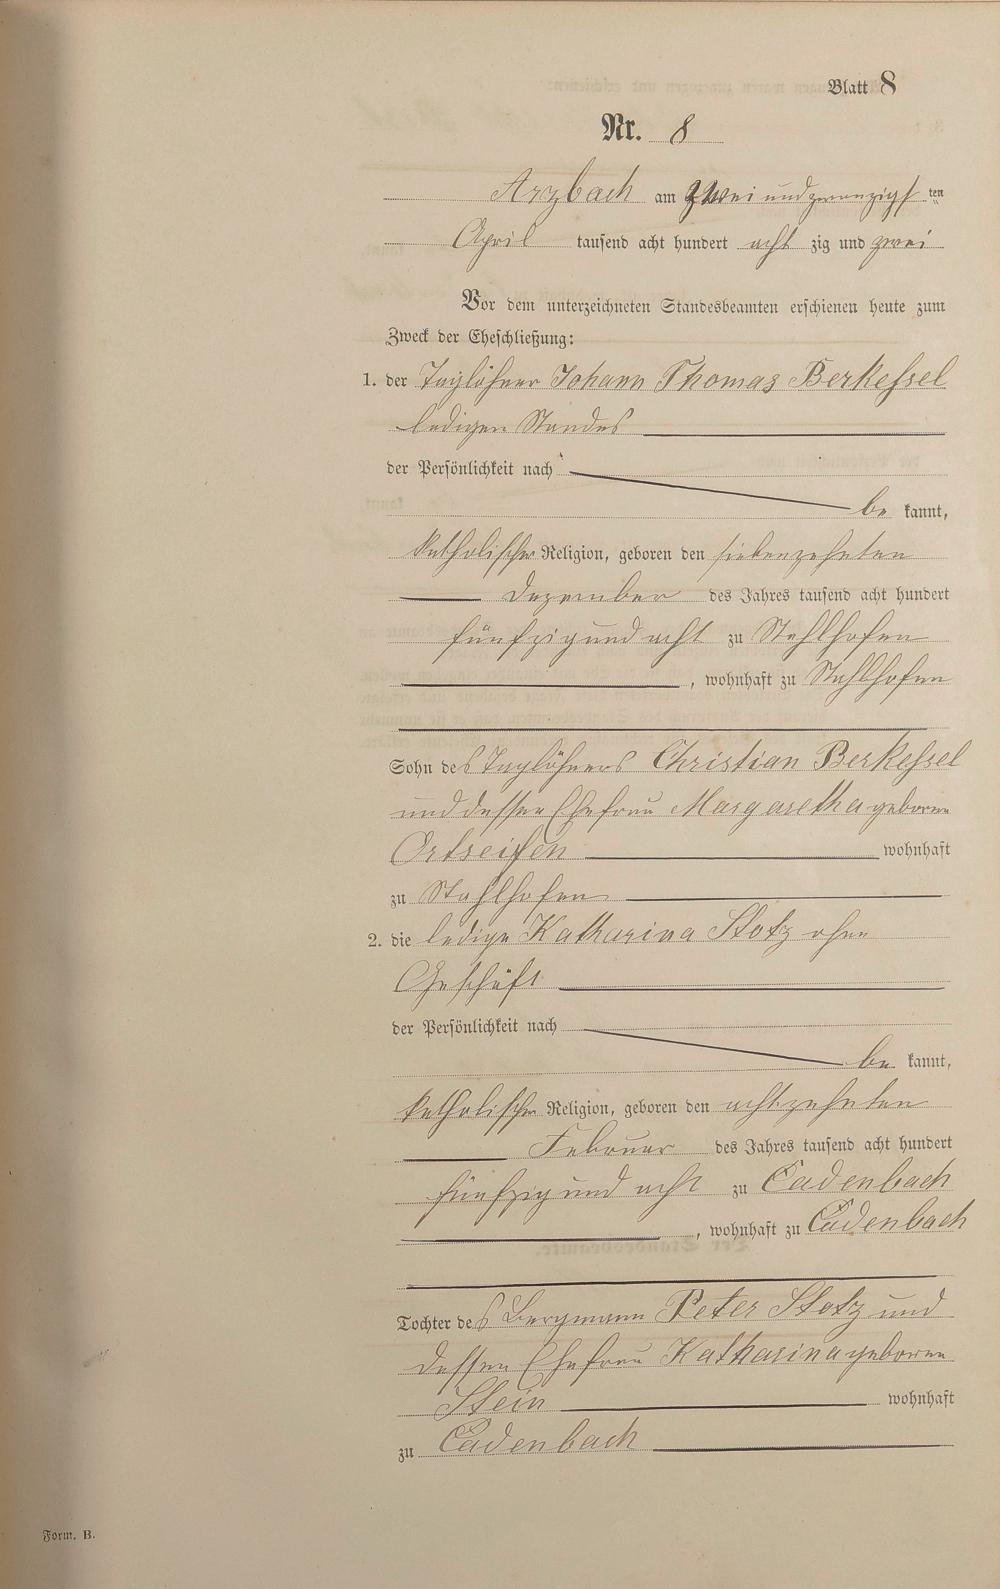 Blatt 8
Nr. 8
Arzbach am zwei und zwanzigsten
April tausend acht hundert acht zig und zwei
Vor dem unterzeichneten Standesbeamten erschienen heute zum
Zweck der Eheschließung:
1. der Taglöhner Johann Thomas Berkessel
ledigen Standes
der Persönlichkeit nach
be kannt,
katholischer Religion, geboren den siebenzehnten
Dezember des Jahres tausend acht hundert
fünfzig und acht zu Stahlhofen
, wohnhaft zu Stahlhofen
Sohn des Taglöhners Christian Berkessel
und dessen Ehefrau Margaretha geborene
Ortseifen wohnhaft
zu Stahlhofen
2. die ledige Katharina Stotz ohne
Geschäft
der Persönlichkeit nach
be kannt,
katholischer Religion, geboren den achtzehnten
Februar des Jahres tausend acht hundert
fünfzig und acht zu Cadenbach
, wohnhaft zu Cadenbach
Tochter des Bergmann Peter Stotz und
dessen Ehefrau Katharina geborene
Stein wohnhaft
zu Cadenbach
Form. B.